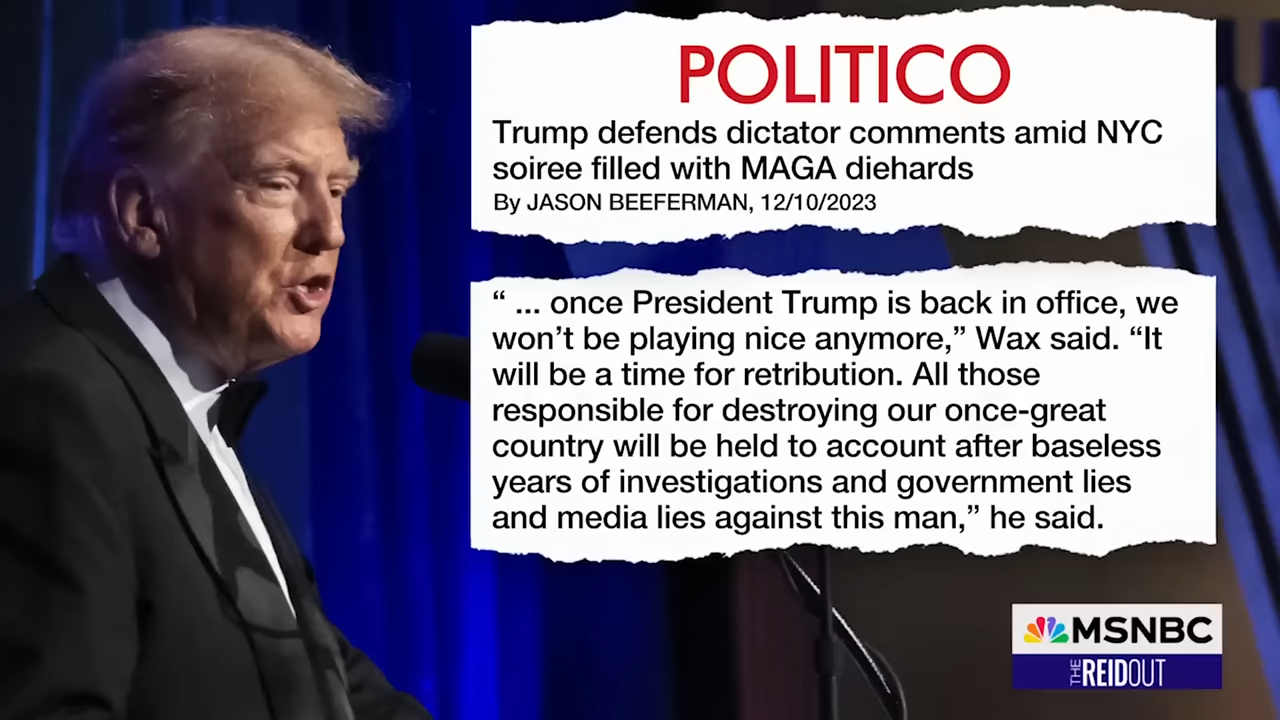 POLITICO
Trump defends dictator comments amid NYC
soiree filled with MAGA diehards
By JASON BEEFERMAN, 12/10/2023
“ ... once President Trump is back in office, we
won’t be playing nice anymore,” Wax said. “It
will be a time for retribution. All those
responsible for destroying our once-great
country will be held to account after baseless
years of investigations and government lies
and media lies against this man,” he said.
MSNBC
THE REIDOUT